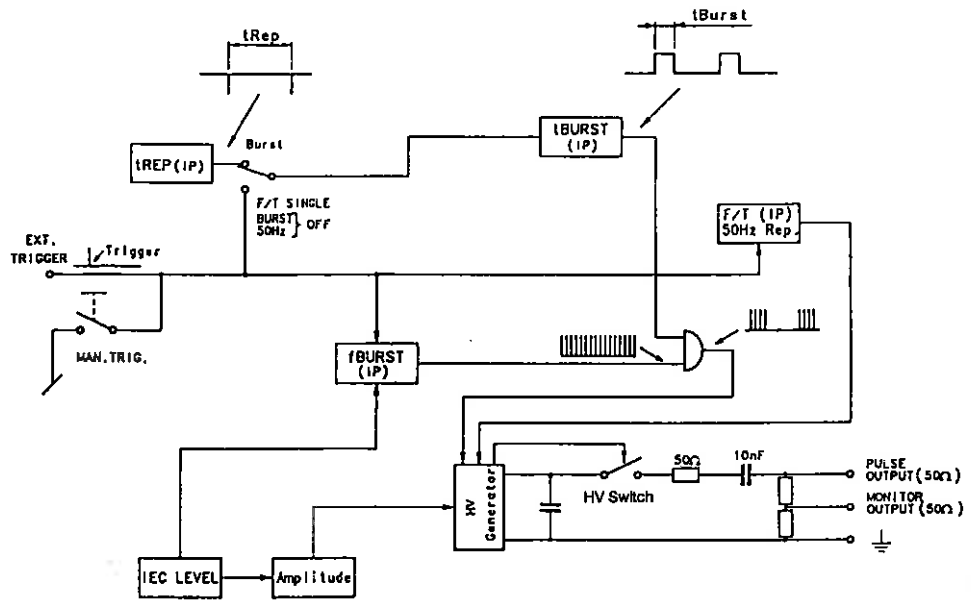 tBurst
tRep
Burst
tBURST
(IP)
tREP(IP)
F/T SINGLE
BURST
50Hz } OFF
F/T (IP)
50Hz Rep.
EXT.
TRIGGER
Trigger
MAN.TRIG.
fBURST
(IP)
50Ω
10nF
PULSE
OUTPUT(50Ω)
HV Switch
HV
Generator
MONITOR
OUTPUT(50Ω)
IEC LEVEL
Amplitude